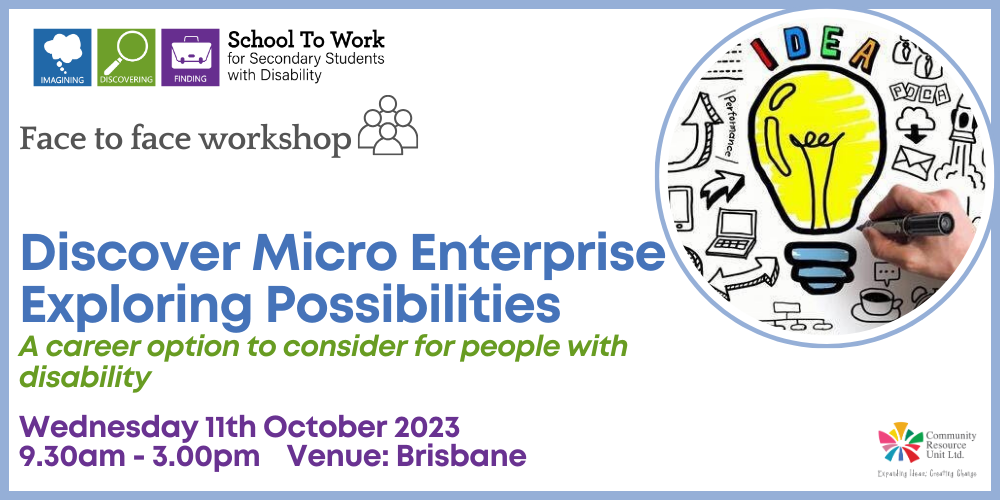 IMAGINING
DISCOVERING
FINDING
School To Work
for Secondary Students
with Disability
Face to face workshop
IDEA
Performance
Discover Micro Enterprise
Exploring Possibilities
A career option to consider for people with
disability
Wednesday 11th October 2023
9.30am - 3.00pm Venue: Brisbane
Community
Resource
Unit Ltd.
Expanding Ideas; Creating Change